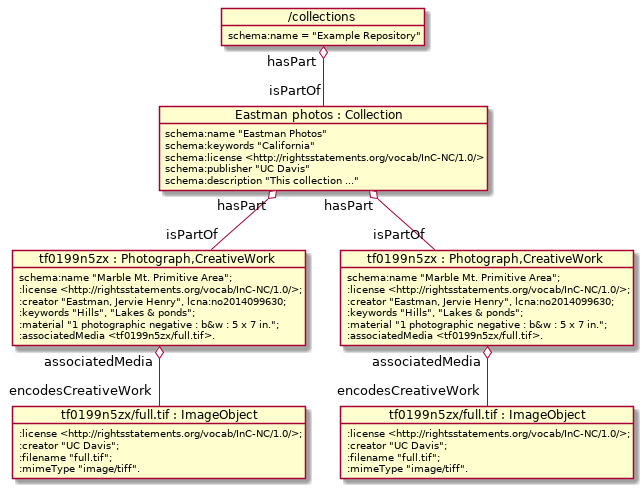 /collections
schema:name = "Example Repository"
hasPart
isPartOf
Eastman photos : Collection
schema:name "Eastman Photos"
schema:keywords "California"
schema:license <http://rightsstatements.org/vocab/InC-NC/1.0/>
schema:publisher "UC Davis"
schema:description "This collection ..."
hasPart
hasPart
isPartOf
isPartOf
tf0199n5zx : Photograph,CreativeWork
schema:name "Marble Mt. Primitive Area";
:license <http://rightsstatements.org/vocab/InC-NC/1.0/>;
:creator "Eastman, Jervie Henry", lcna:no2014099630;
:keywords "Hills", "Lakes & ponds";
:material "1 photographic negative : b&w : 5 x 7 in.";
:associatedMedia <tf0199n5zx/full.tif>.
tf0199n5zx : Photograph,CreativeWork
schema:name "Marble Mt. Primitive Area";
:license <http://rightsstatements.org/vocab/InC-NC/1.0/>;
:creator "Eastman, Jervie Henry", lcna:no2014099630;
:keywords "Hills", "Lakes & ponds";
:material "1 photographic negative : b&w : 5 x 7 in.";
:associatedMedia <tf0199n5zx/full.tif>.
associatedMedia
associatedMedia
encodesCreativeWork
encodesCreativeWork
tf0199n5zx/full.tif : ImageObject
:license <http://rightsstatements.org/vocab/InC-NC/1.0/>;
:creator "UC Davis";
:filename "full.tif";
:mimeType "image/tiff".
tf0199n5zx/full.tif : ImageObject
:license <http://rightsstatements.org/vocab/InC-NC/1.0/>;
:creator "UC Davis";
:filename "full.tif";
:mimeType "image/tiff".